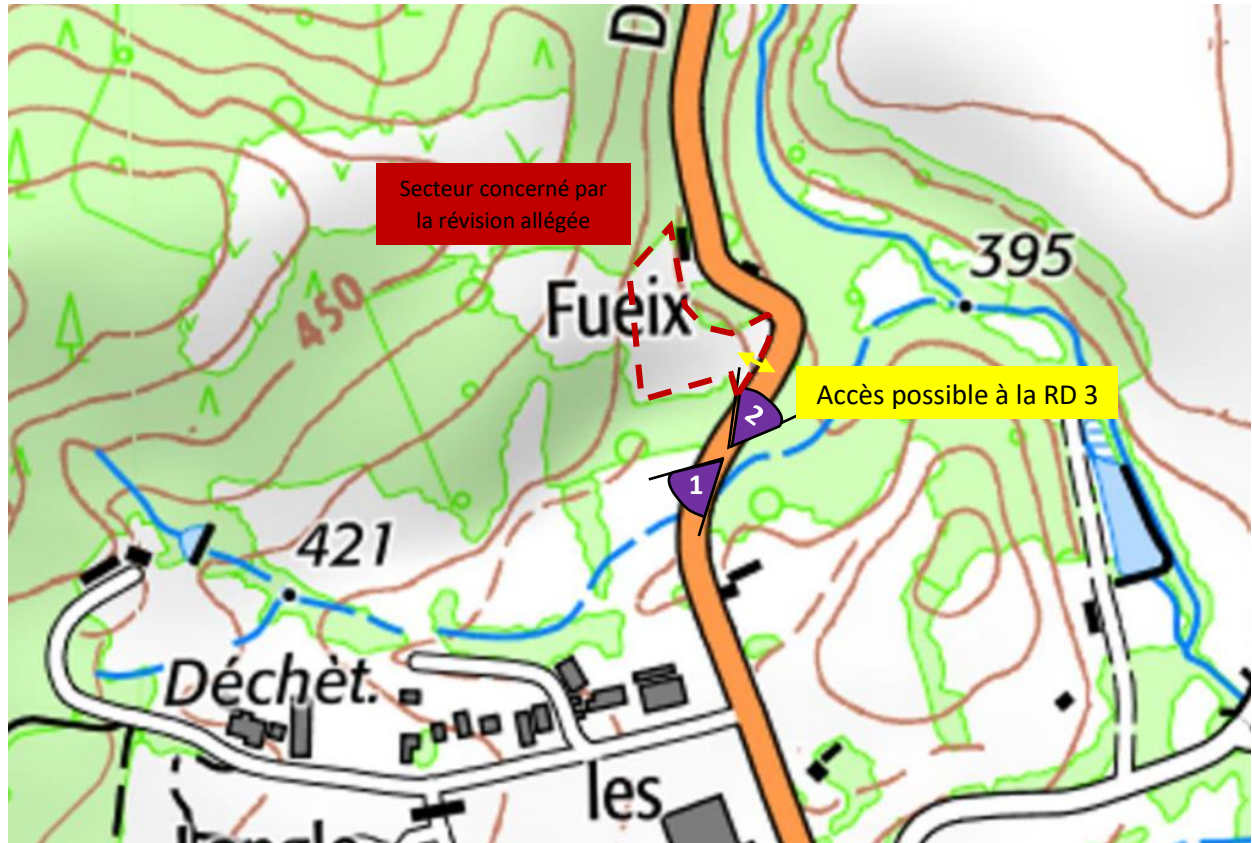 D
Secteur concerné par
la révision allégée
395
Fueix
450
Accès possible à la RD 3
2
1
421
Déchèt.
les